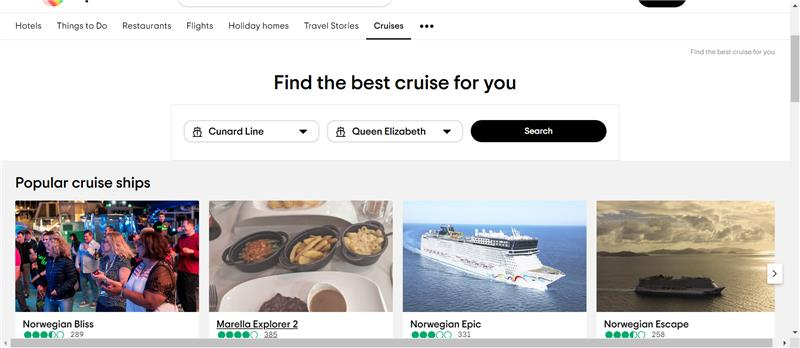 Hotels Things to Do Restaurants Flights Holiday homes Travel Stories Cruises •••
Find the best cruise for you
Find the best cruise for you
Cunard Line Queen Elizabeth Search
Popular cruise ships
Norwegian Bliss Marella Explorer 2 Norwegian Epic Norwegian Escape
289 385 331 258